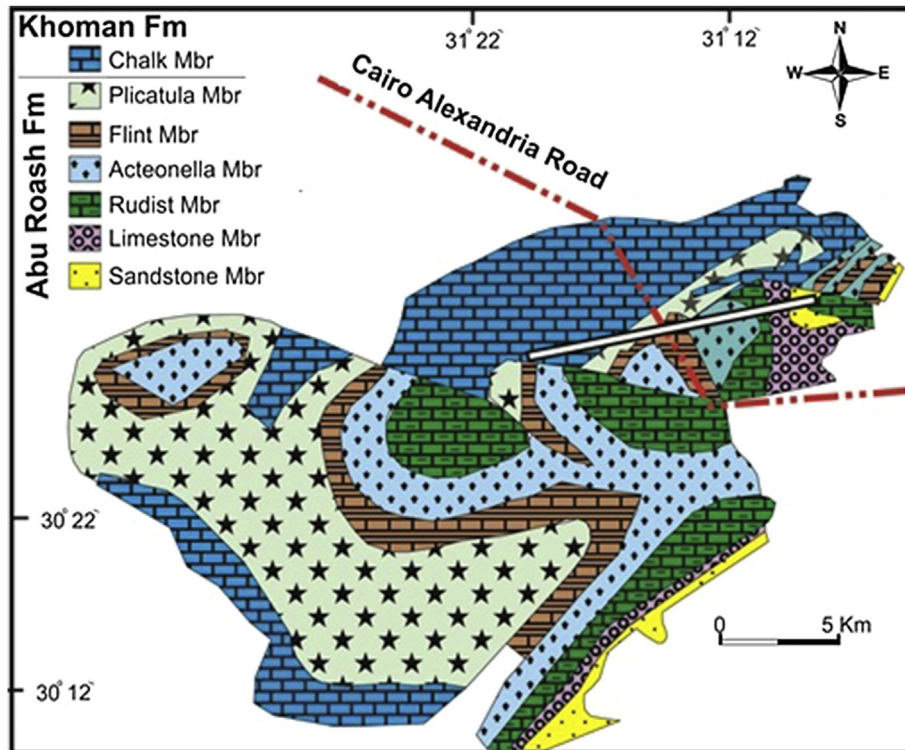 Khoman Fm
Chalk Mbr
Abu Roash Fm
Plicatula Mbr
Flint Mbr
Acteonella Mbr
Rudist Mbr
Limestone Mbr
Sandstone Mbr
31° 22
31° 12
N
W E
S
Cairo Alexandria Road
30° 22
30° 12
0 5 Km